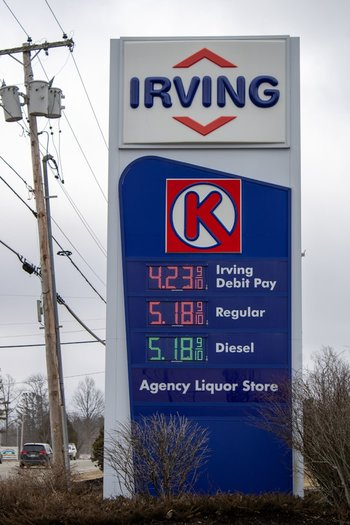 IRVING
K
4.23 9/10 Irving
Debit Pay
5.18 9/10 Regular
5.18 9/10 Diesel
Agency Liquor Store